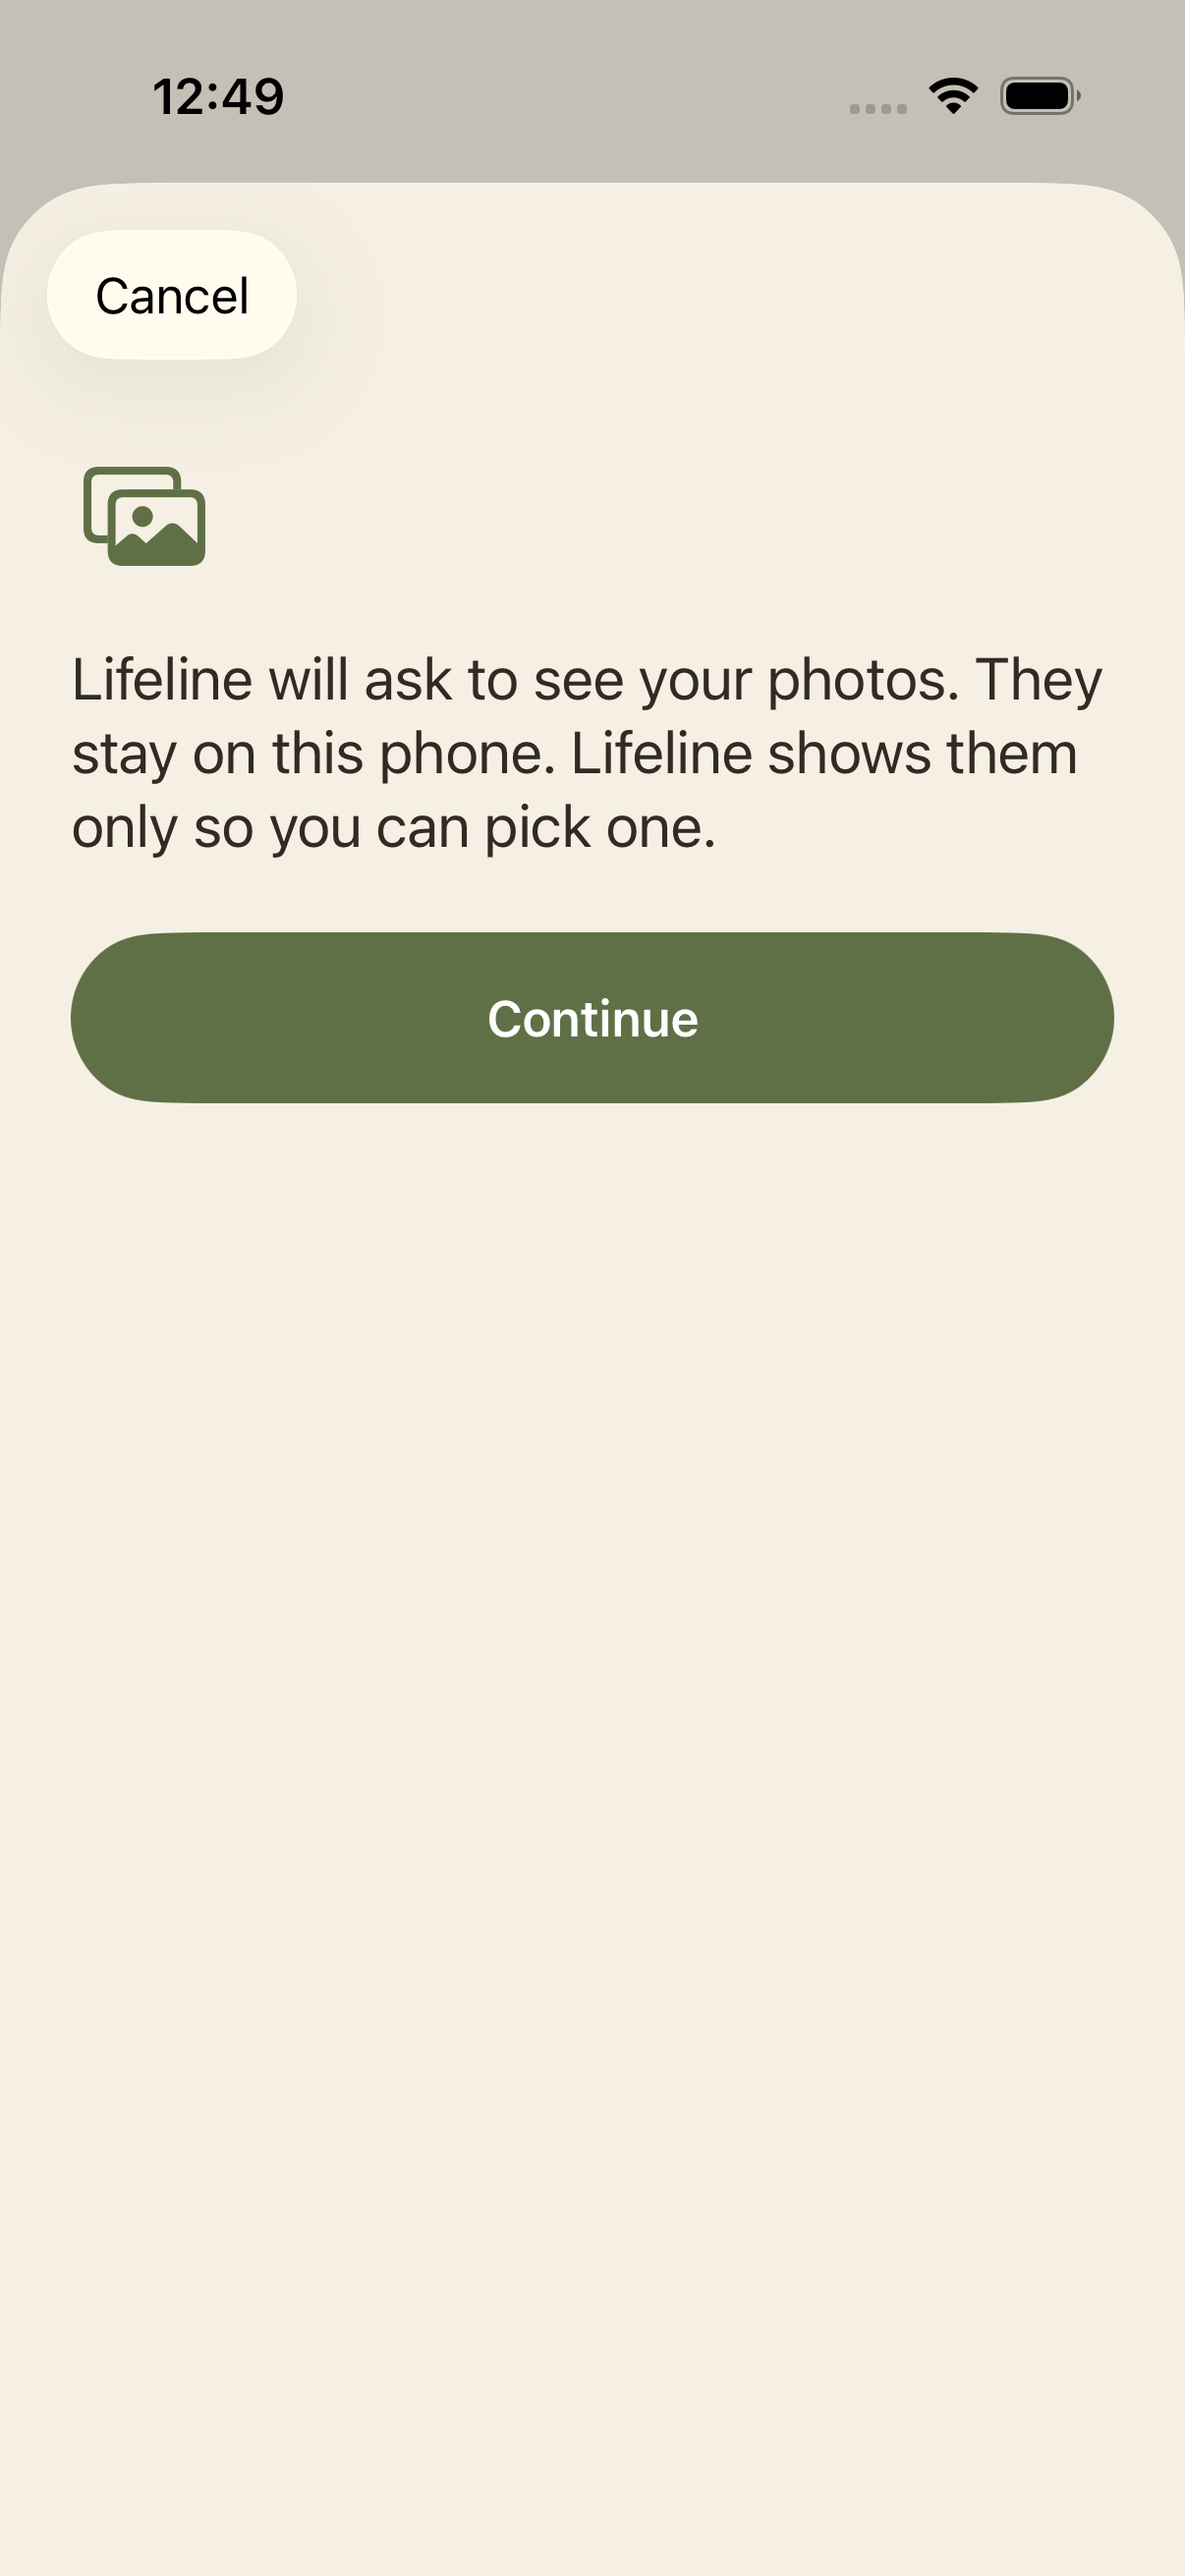 12:49
Cancel
Lifeline will ask to see your photos. They
stay on this phone. Lifeline shows them
only so you can pick one.
Continue